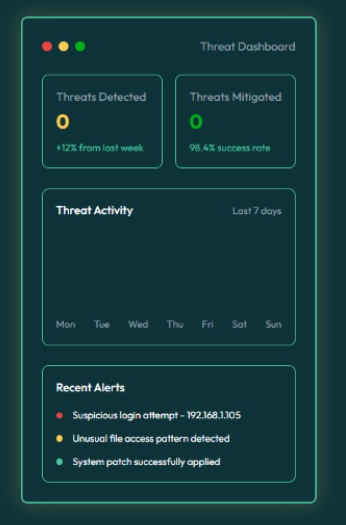 Threat Dashboard
Threats Detected
0
+12% from last week
Threats Mitigated
0
98.4% success rate
Threat Activity
Last 7 days
Mon Tue Wed Thu Fri Sat Sun
Recent Alerts
Suspicious login attempt - 192.168.1.105
Unusual file access pattern detected
System patch successfully applied